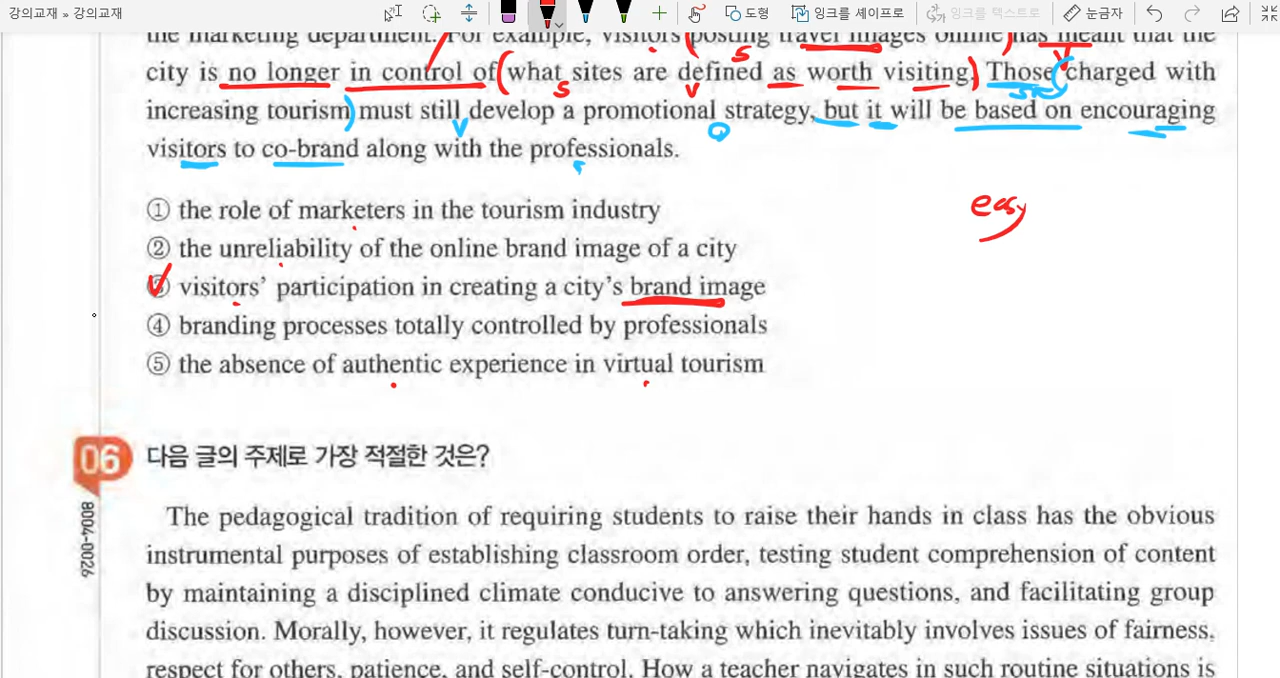 강의교재 » 강의교재
도형 잉크를 셰이프로 잉크를 텍스트로 눈금자
the marketing department. For example, visitors posting travel images online has meant that the
city is no longer in control of what sites are defined as worth visiting. Those charged with
increasing tourism must still develop a promotional strategy, but it will be based on encouraging
visitors to co-brand along with the professionals.
① the role of marketers in the tourism industry
② the unreliability of the online brand image of a city
③ visitors' participation in creating a city's brand image
④ branding processes totally controlled by professionals
⑤ the absence of authentic experience in virtual tourism
easy
06 다음 글의 주제로 가장 적절한 것은?
8004-0026
The pedagogical tradition of requiring students to raise their hands in class has the obvious
instrumental purposes of establishing classroom order, testing student comprehension of content
by maintaining a disciplined climate conducive to answering questions, and facilitating group
discussion. Morally, however, it regulates turn-taking which inevitably involves issues of fairness,
respect for others, patience, and self-control. How a teacher navigates in such routine situations is